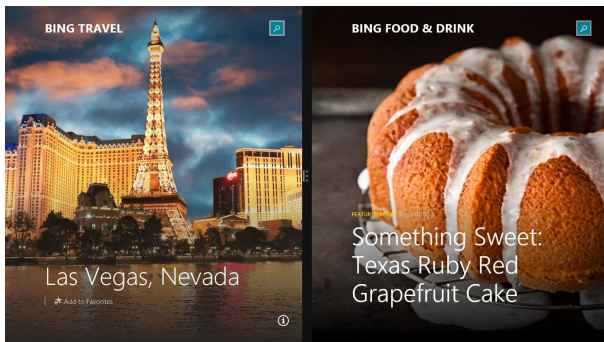 BING TRAVEL
Las Vegas, Nevada
Add to Favorites
BING FOOD & DRINK
Something Sweet:
Texas Ruby Red
Grapefruit Cake